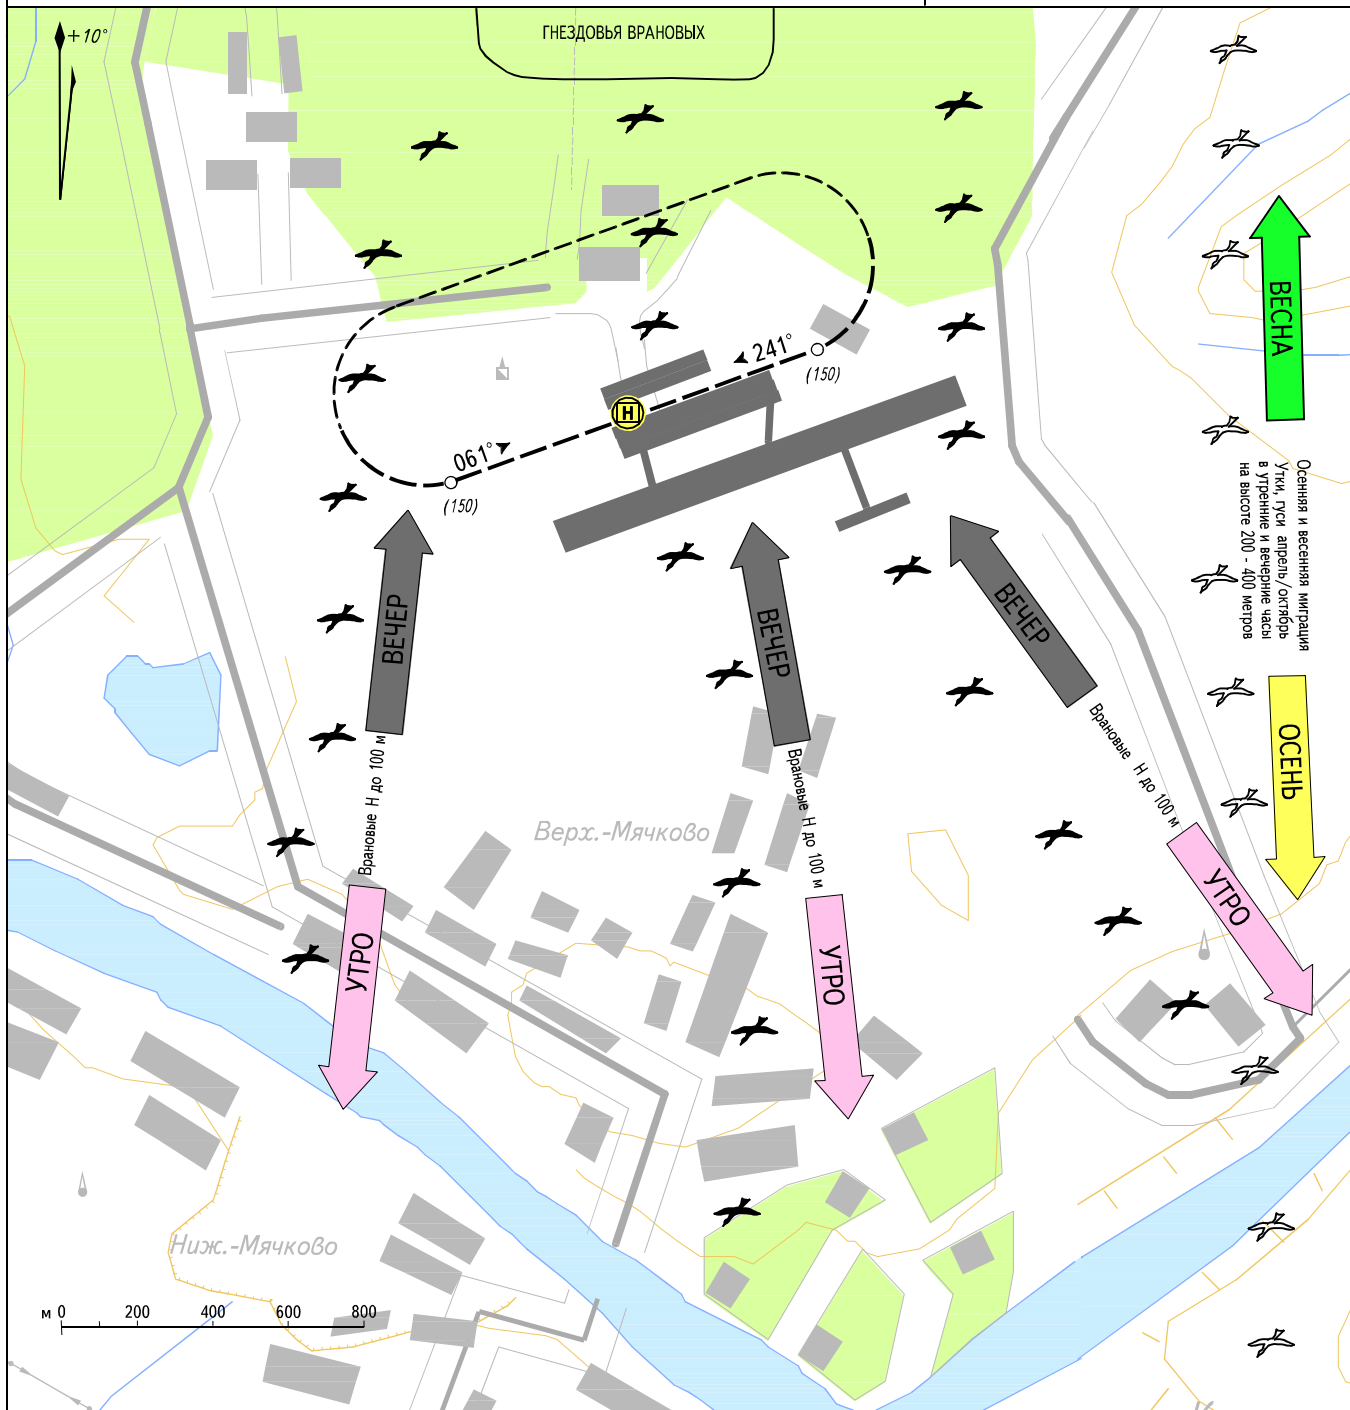 ГНЕЗДОВЬЯ ВРАНОВЫХ
+10°
ВЕСНА
241°
(150)
H
061°
(150)
Осенняя и весенняя миграция
Утки, гуси апрель/октябрь
в утренние и вечерние часы
на высоте 200 - 400 метров
ВЕЧЕР
ВЕЧЕР
ВЕЧЕР
ОСЕНЬ
Врановые Н до 100 м
Врановые Н до 100 м
Врановые Н до 100 м
Верх.-Мячково
УТРО
УТРО
УТРО
Ниж.-Мячково
м 0 200 400 600 800